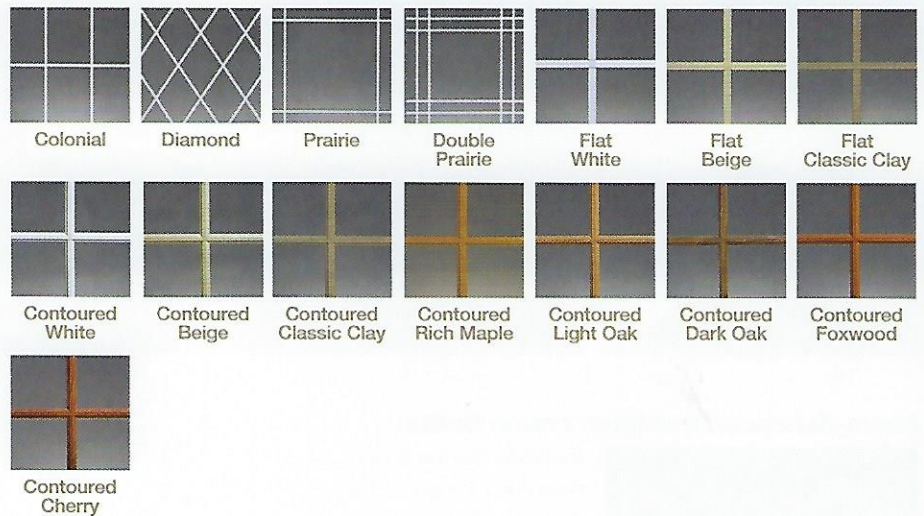 Colonial
Diamond
Prairie
Double
Prairie
Flat
White
Flat
Beige
Flat
Classic Clay
Contoured
White
Contoured
Beige
Contoured
Classic Clay
Contoured
Rich Maple
Contoured
Light Oak
Contoured
Dark Oak
Contoured
Foxwood
Contoured
Cherry